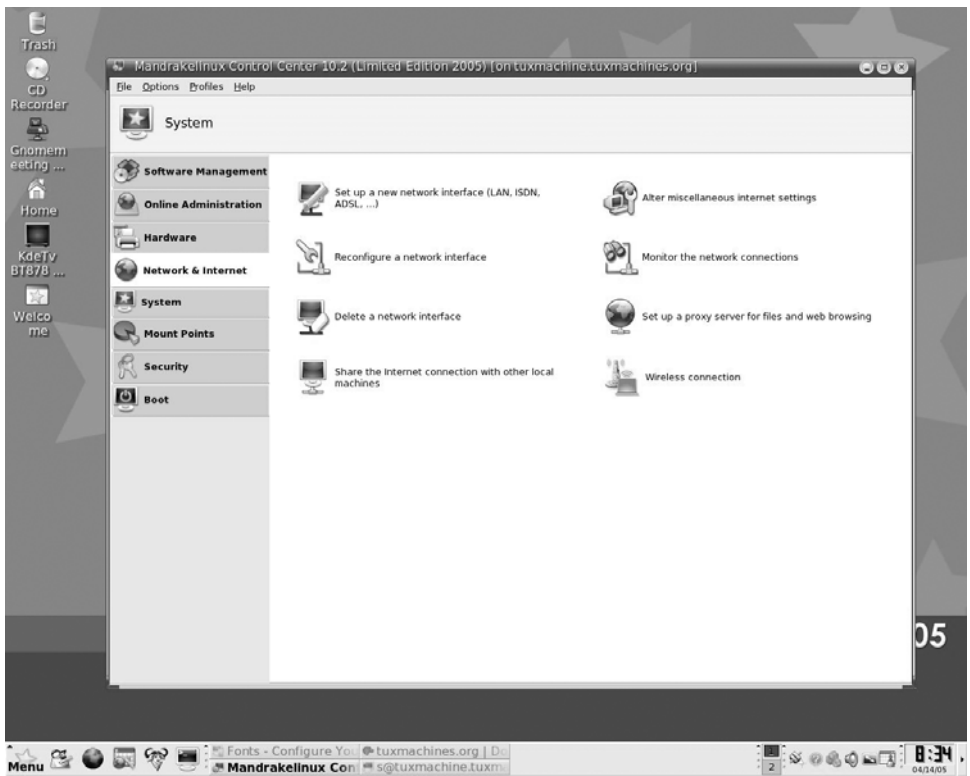 Trash
CD
Recorder
Gnomem
eeting ...
Home
KdeTv
BT878 ...
Welco
me
Mandrakelinux Control Center 10.2 (Limited Edition 2005) [on tuxmachine.tuxmachines.org]
File Options Profiles Help
System
Software Management
Online Administration
Hardware
Network & Internet
System
Mount Points
Security
Boot
Set up a new network interface (LAN, ISDN,
ADSL, ...)
Alter miscellaneous internet settings
Reconfigure a network interface
Monitor the network connections
Delete a network interface
Set up a proxy server for files and web browsing
Share the Internet connection with other local
machines
Wireless connection
05
Menu
Fonts - Configure You
tuxmachines.org | Do
Mandrakelinux Con
s@tuxmachine.tuxm
1
2
8:34
04/14/05